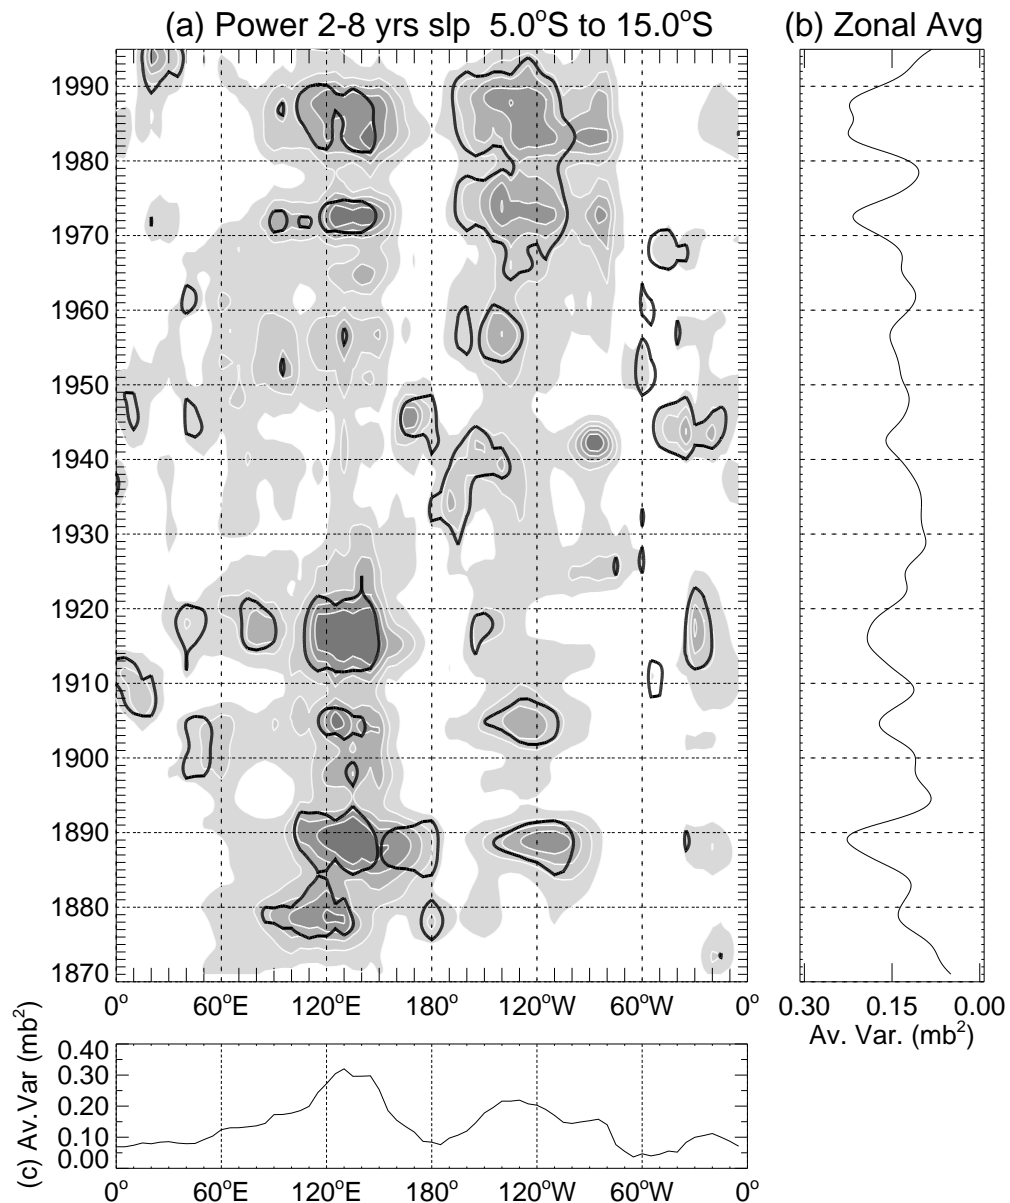 (a) Power 2-8 yrs slp 5.0°S to 15.0°S
(b) Zonal Avg
1990
1980
1970
1960
1950
1940
1930
1920
1910
1900
1890
1880
1870
0° 60°E 120°E 180° 120°W 60°W 0°
0.30 0.15 0.00
Av. Var. (mb²)
(c) Av.Var (mb²)
0.40
0.30
0.20
0.10
0.00
0° 60°E 120°E 180° 120°W 60°W 0°